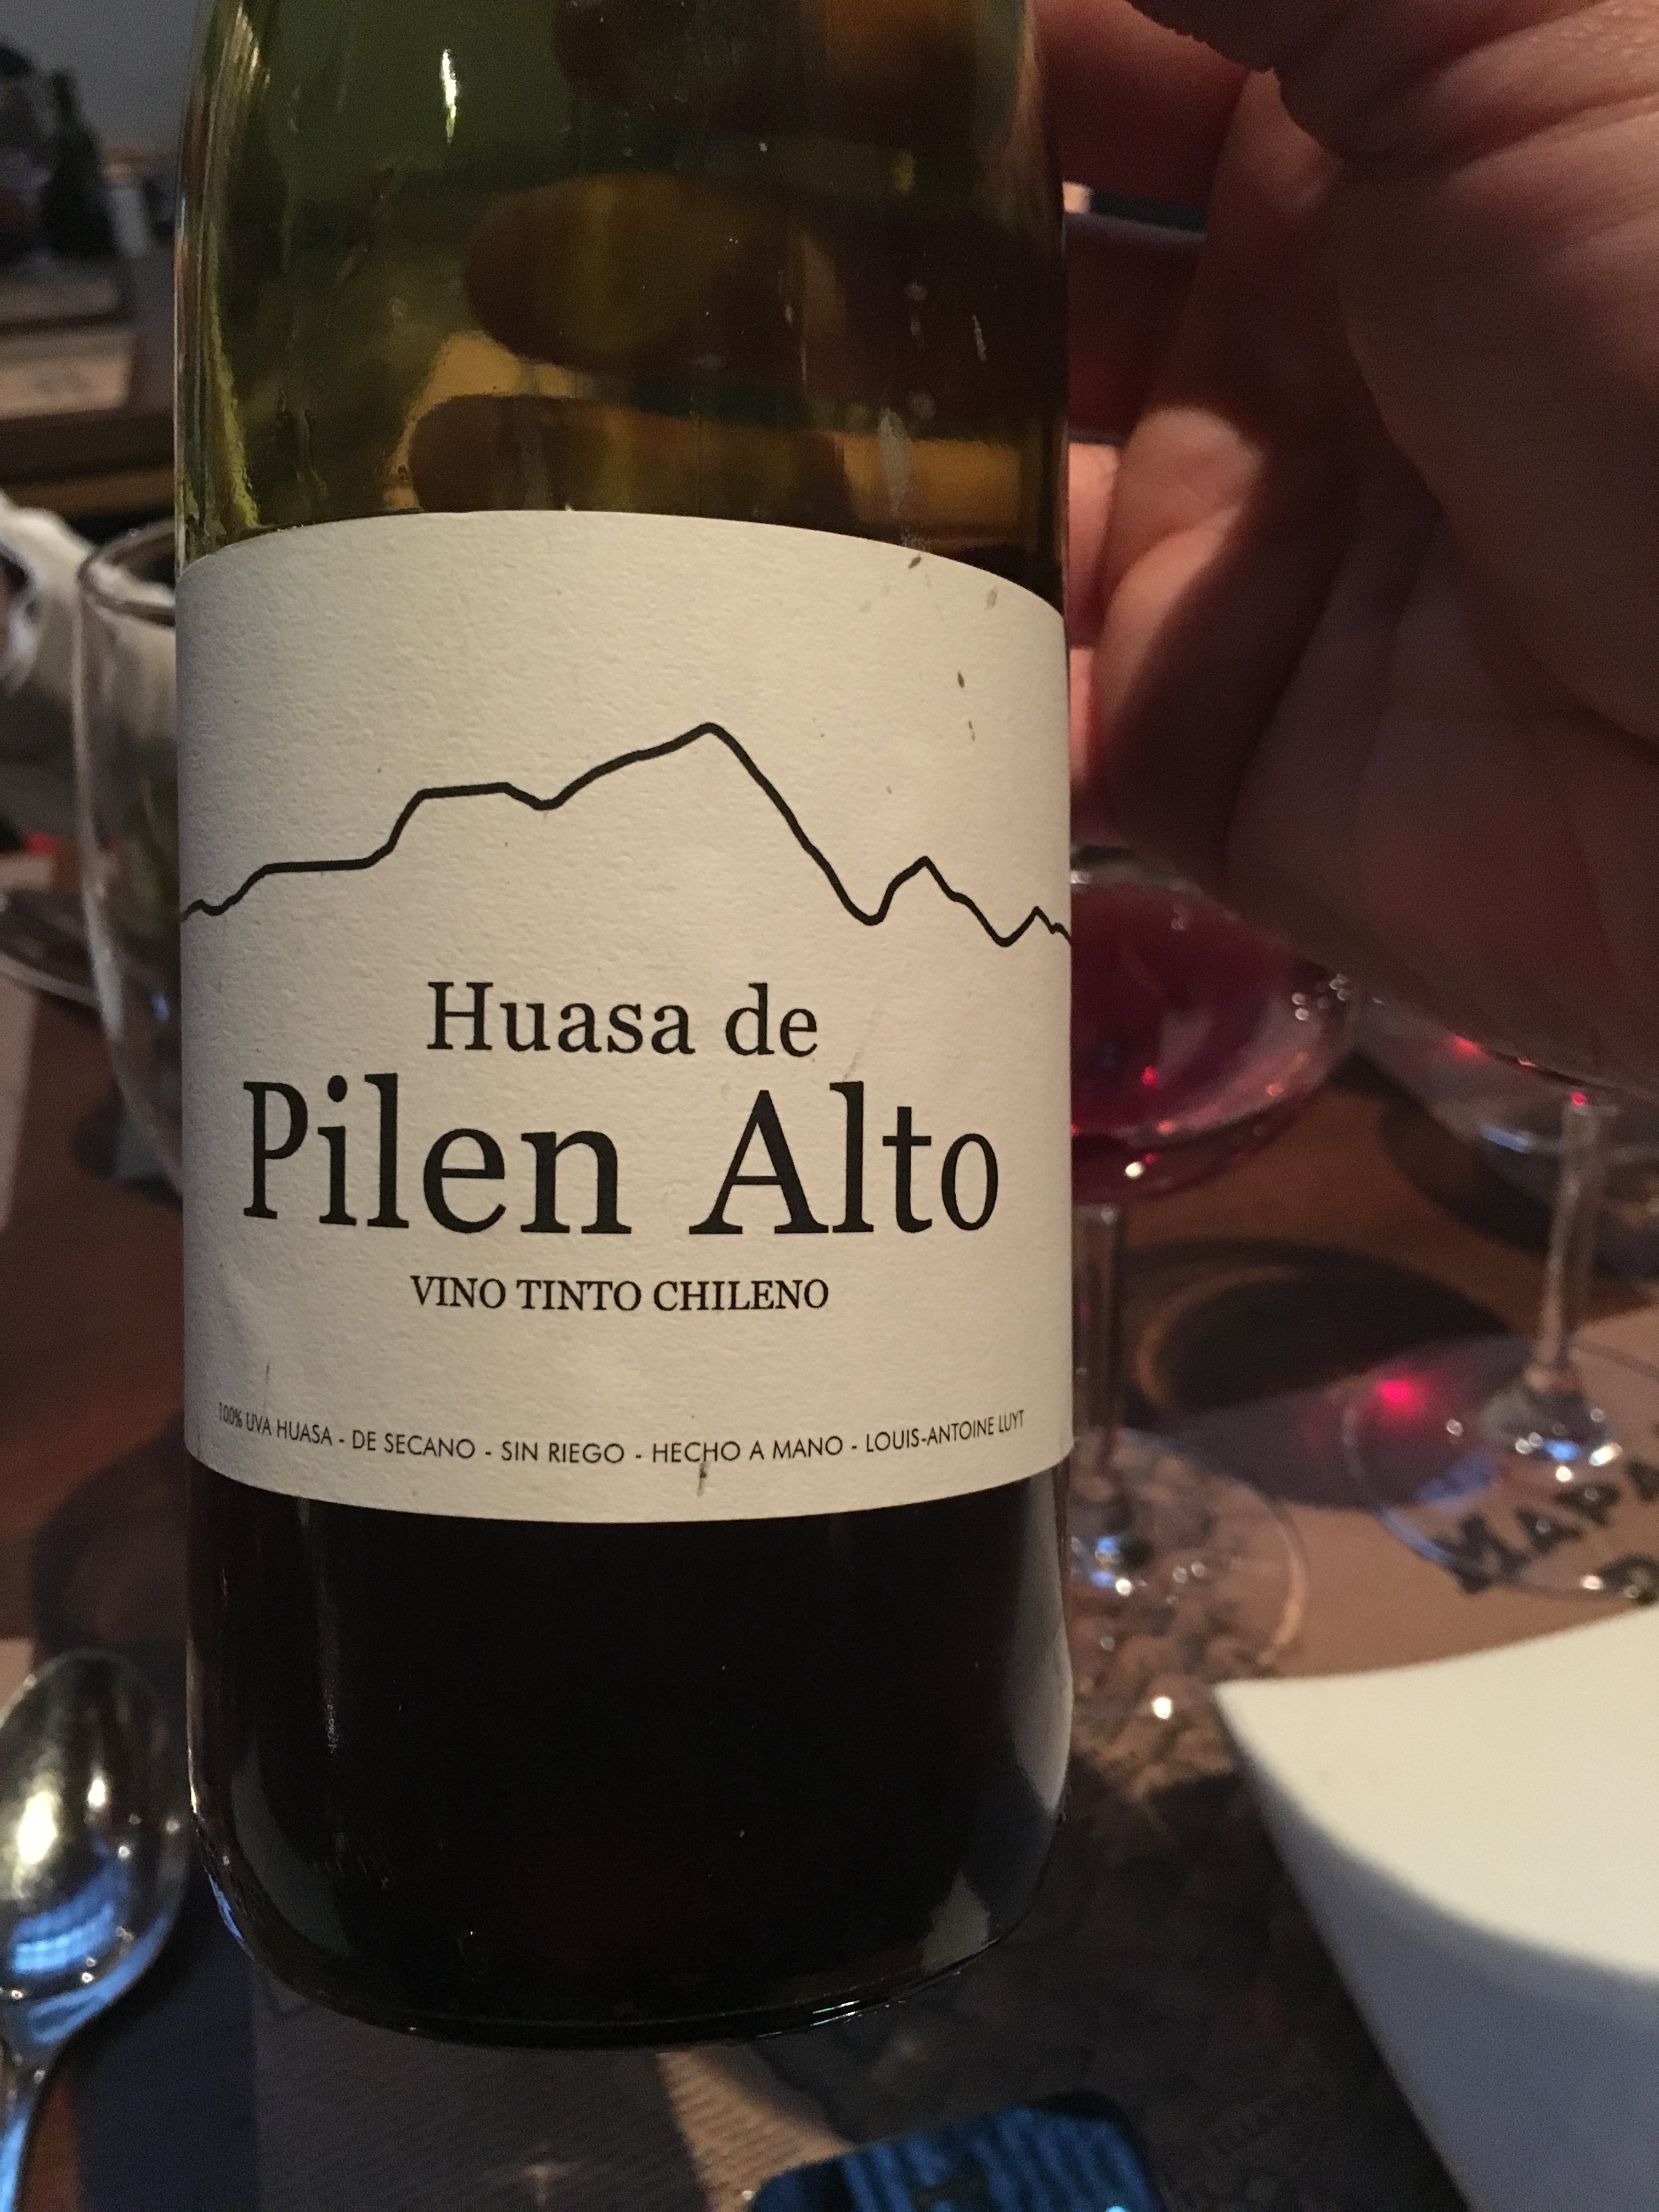 Huasa de
Pilen Alto
VINO TINTO CHILENO
100% UVA HUASA - DE SECANO - SIN RIEGO - HECHO A MANO - LOUIS-ANTOINE LUYT